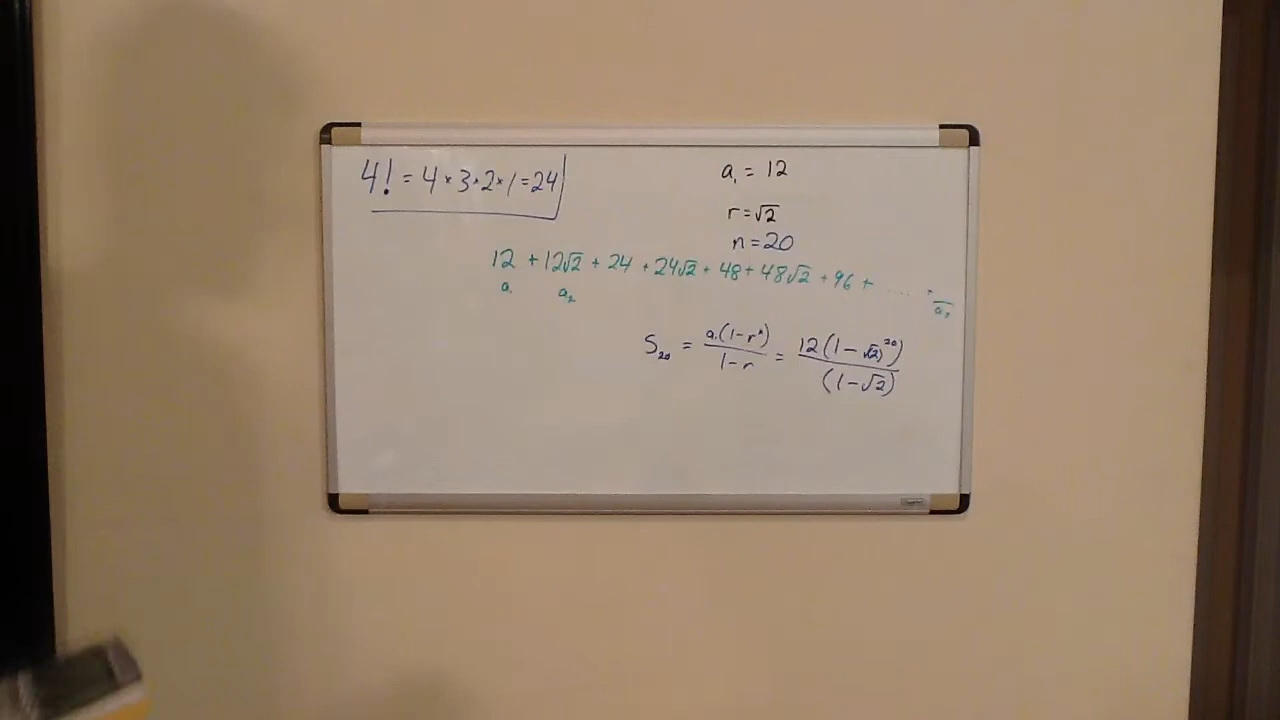 4! = 4 × 3 × 2 × 1 = 24
a₁ = 12
r = √2
n = 20
12 + 12√2 + 24 + 24√2 + 48 + 48√2 + 96 + ..... +
a₁ a₂
S₂₀ = a₁(1-rⁿ) / 1-r = 12(1-√2)²⁰) / (1-√2)